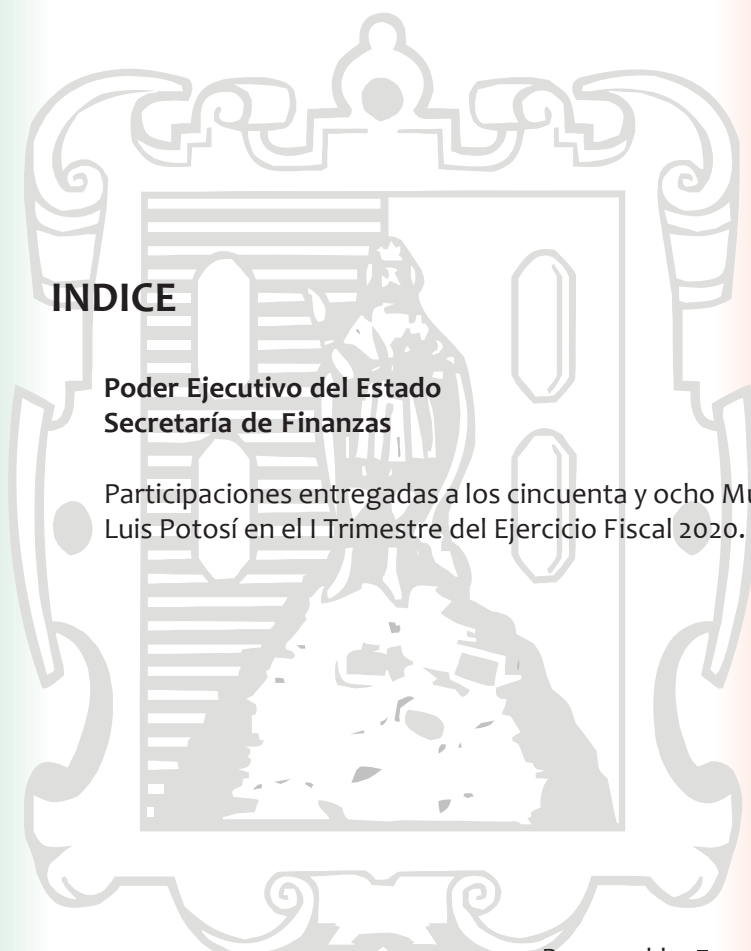 INDICE
Poder Ejecutivo del Estado
Secretaría de Finanzas
Participaciones entregadas a los cincuenta y ocho
Luis Potosí en el I Trimestre del Ejercicio Fiscal 2020.